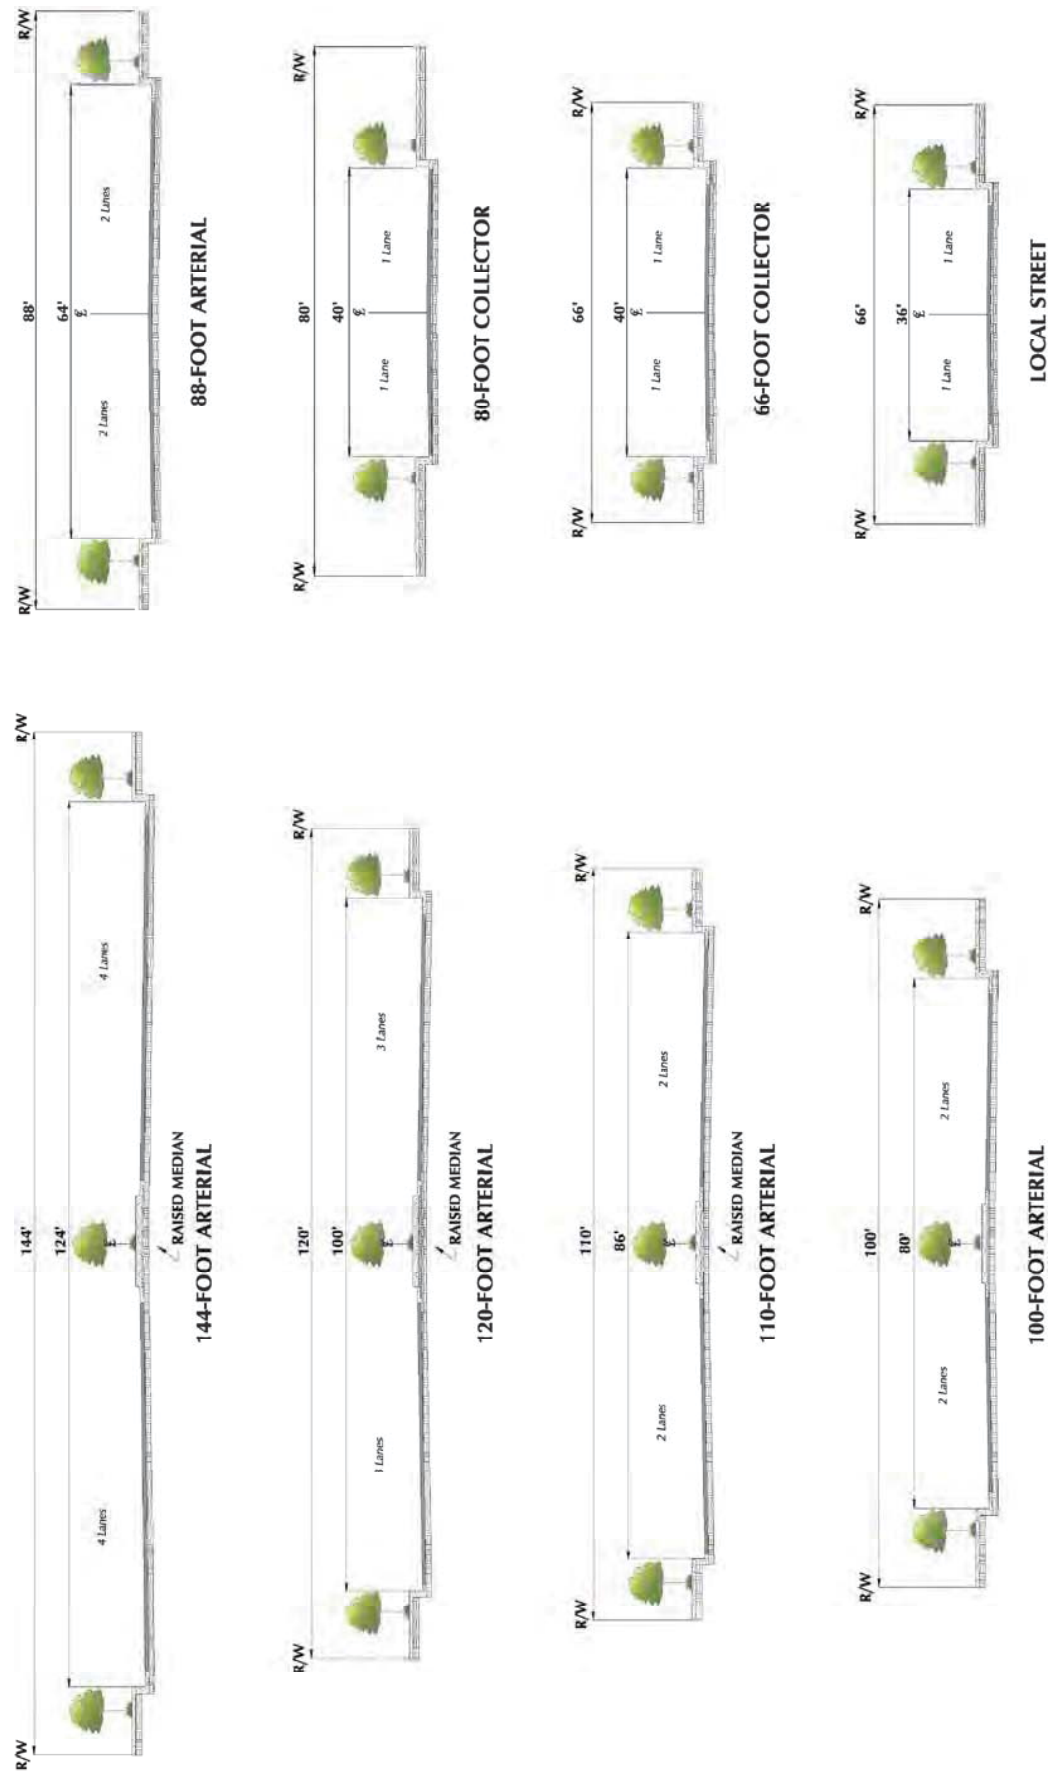 R/W 144' R/W
124'
4 Lanes ℄ 4 Lanes
RAISED MEDIAN
144-FOOT ARTERIAL
R/W 120' R/W
100'
1 Lanes ℄ 3 Lanes
RAISED MEDIAN
120-FOOT ARTERIAL
R/W 110' R/W
86'
2 Lanes ℄ 2 Lanes
RAISED MEDIAN
110-FOOT ARTERIAL
R/W 100' R/W
80'
2 Lanes ℄ 2 Lanes
100-FOOT ARTERIAL
R/W 88' R/W
64'
2 Lanes ℄ 2 Lanes
88-FOOT ARTERIAL
R/W 80' R/W
40'
1 Lane ℄ 1 Lane
80-FOOT COLLECTOR
R/W 66' R/W
40'
1 Lane ℄ 1 Lane
66-FOOT COLLECTOR
R/W 66' R/W
36'
1 Lane ℄ 1 Lane
LOCAL STREET